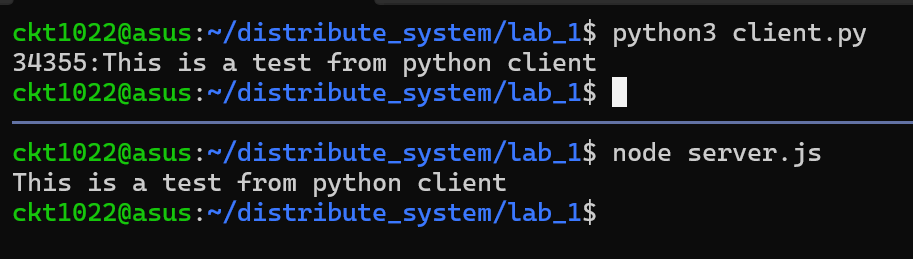 ckt1022@asus:~/distribute_system/lab_1$ python3 client.py
34355:This is a test from python client
ckt1022@asus:~/distribute_system/lab_1$
ckt1022@asus:~/distribute_system/lab_1$ node server.js
This is a test from python client
ckt1022@asus:~/distribute_system/lab_1$